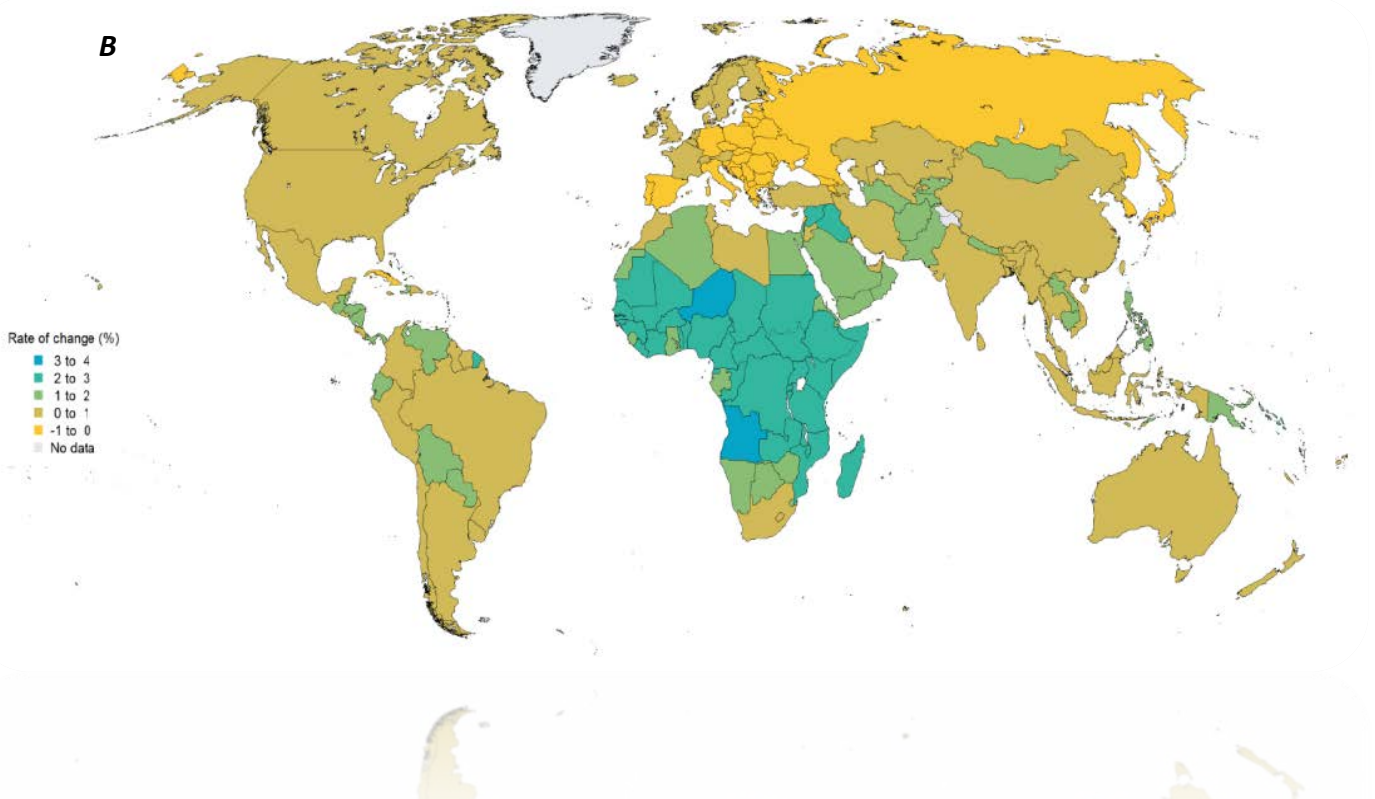 B
Rate of change (%)
3 to 4
2 to 3
1 to 2
0 to 1
-1 to 0
No data